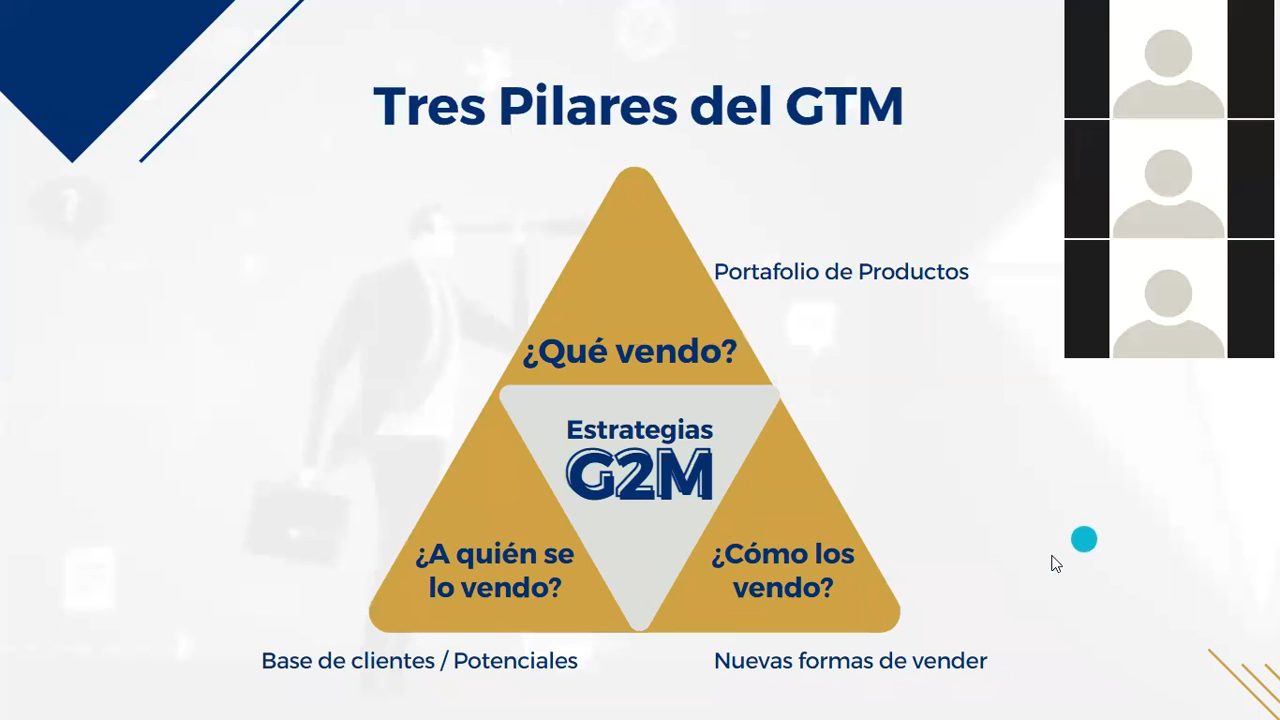 Tres Pilares del GTM
Portafolio de Productos
¿Qué vendo?
Estrategias
G2M
¿A quién se
lo vendo?
¿Cómo los
vendo?
Base de clientes / Potenciales
Nuevas formas de vender